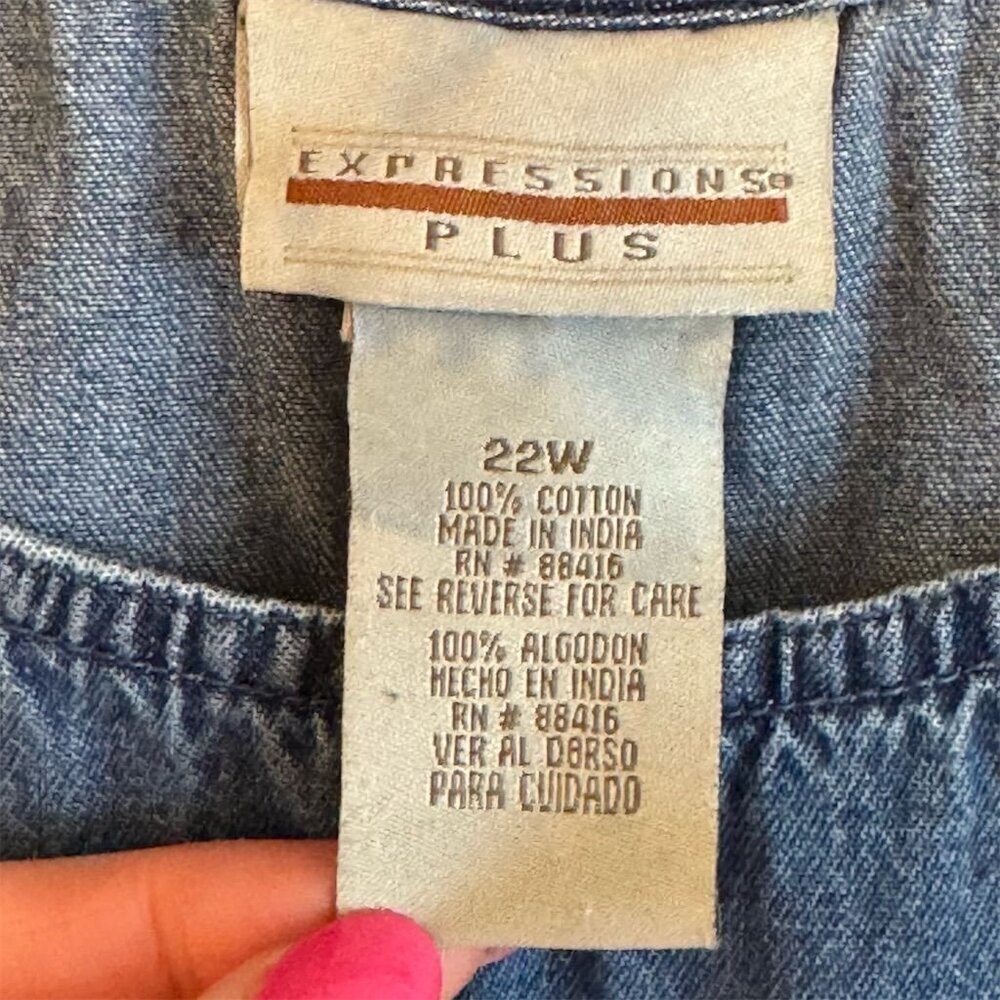 EXPRESSIONS®
PLUS
22W
100% COTTON
MADE IN INDIA
RN # 88416
SEE REVERSE FOR CARE
100% ALGODON
HECHO EN INDIA
RN # 88416
VER AL DORSO
PARA CUIDADO